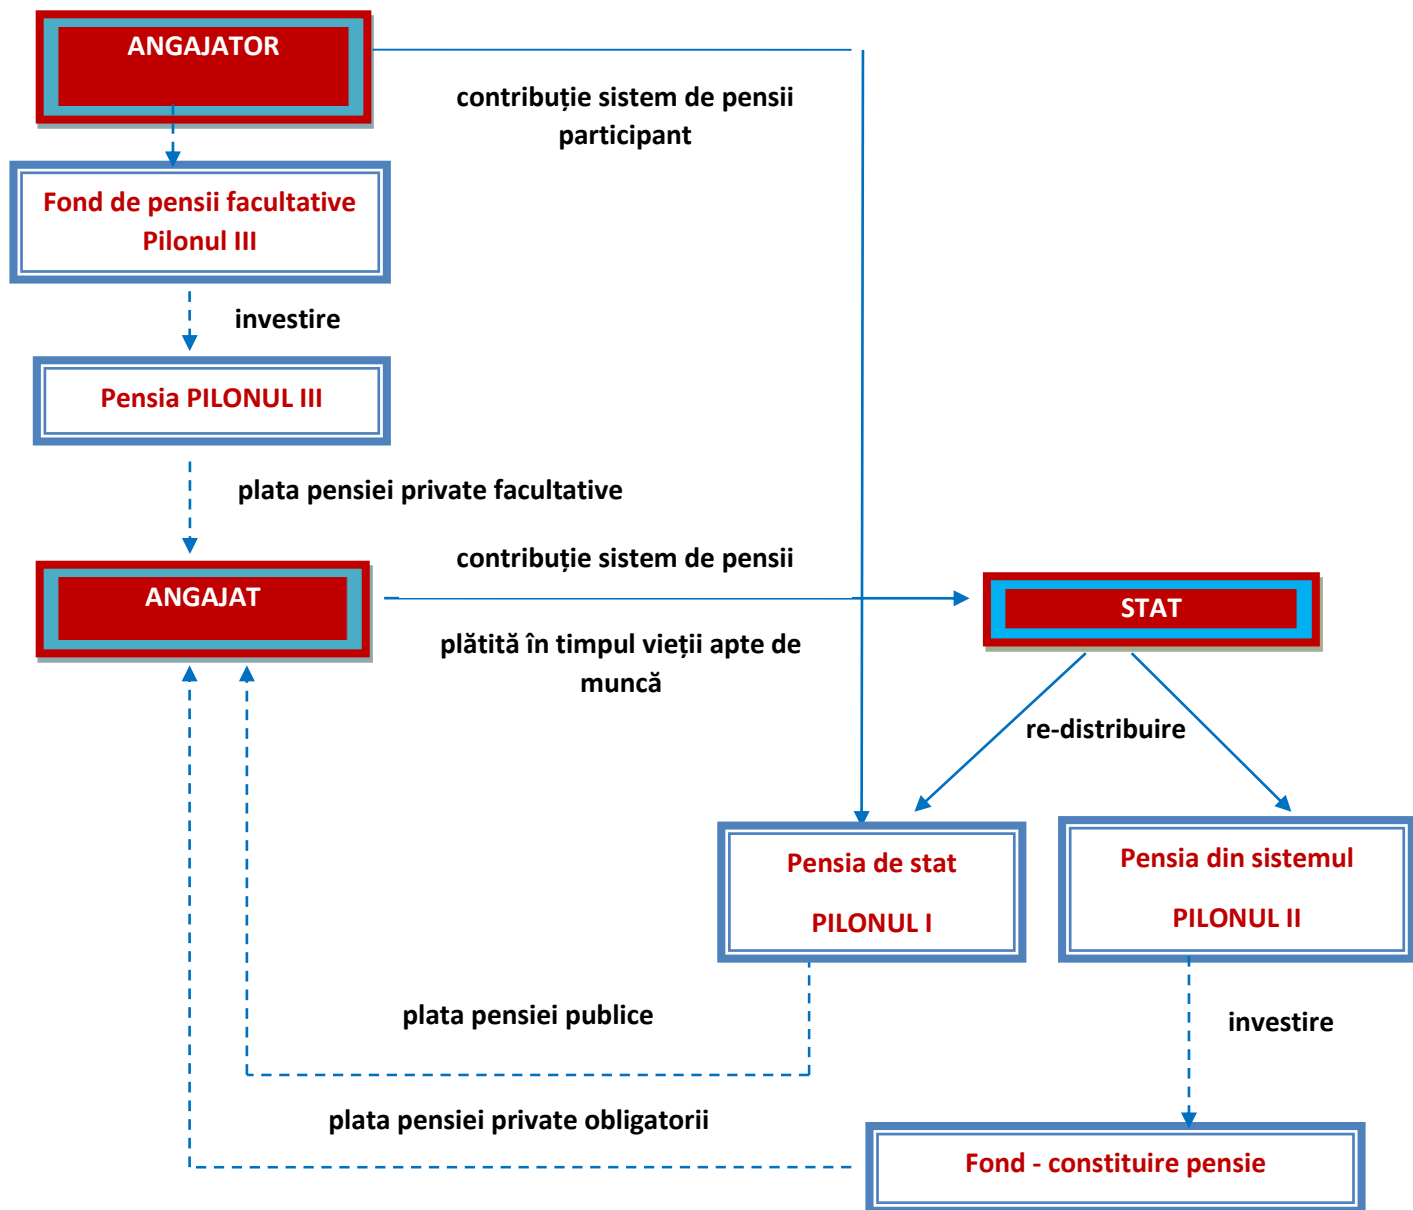 ANGAJATOR
contribuție sistem de pensii
participant
Fond de pensii facultative
Pilonul III
investire
Pensia PILONUL III
plata pensiei private facultative
contribuție sistem de pensii
ANGAJAT
STAT
plătită în timpul vieții apte de
muncă
re-distribuire
Pensia de stat
PILONUL I
Pensia din sistemul
PILONUL II
plata pensiei publice
investire
plata pensiei private obligatorii
Fond - constituire pensie